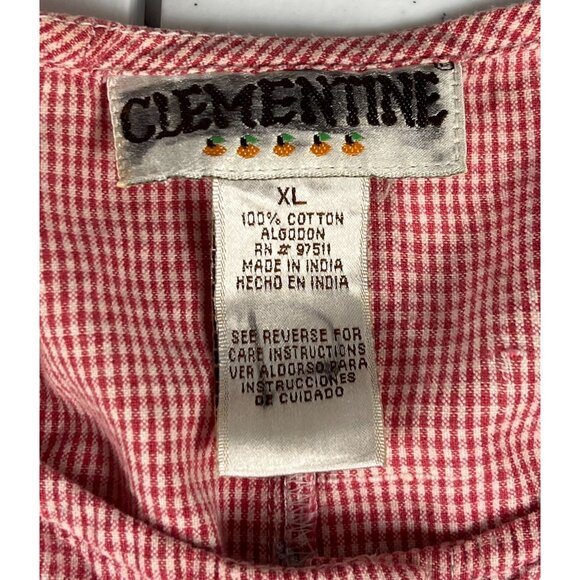 CLEMENTINE
XL
100% COTTON
ALGODON
RN # 97511
MADE IN INDIA
HECHO EN INDIA
SEE REVERSE FOR
CARE INSTRUCTIONS
VER ALDORSO PARA
INSTRUCCIONES
DE CUIDADO